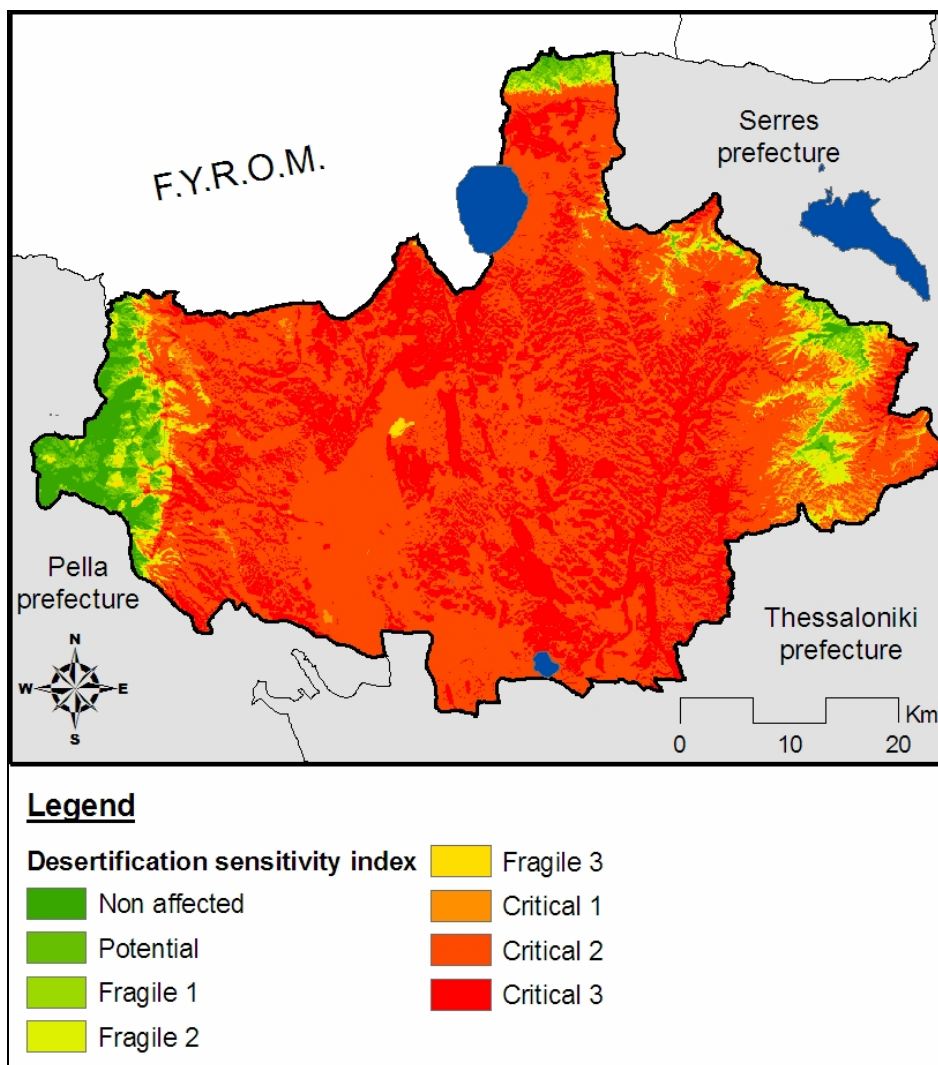 F.Y.R.O.M.
Serres
prefecture
Pella
prefecture
Thessaloniki
prefecture
N
W
E
S
Km
0
10
20
Legend
Desertification sensitivity index
Non affected
Potential
Fragile 1
Fragile 2
Fragile 3
Critical 1
Critical 2
Critical 3